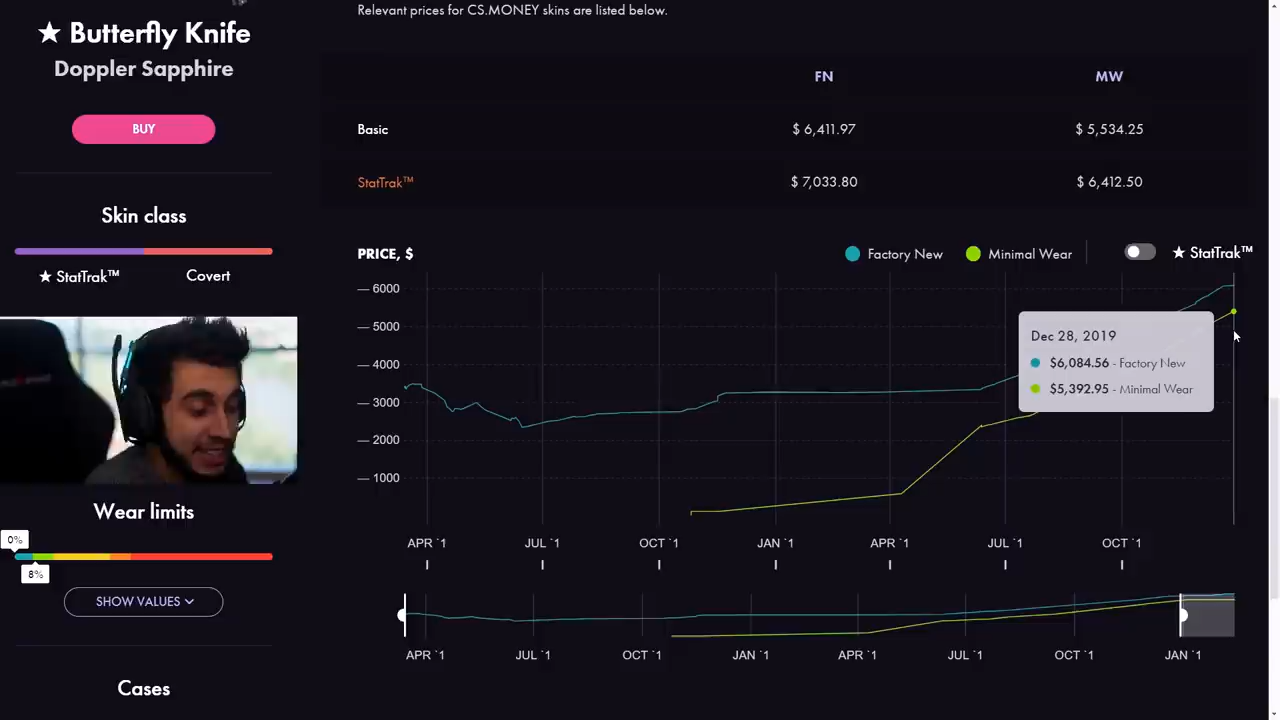 ★ Butterfly Knife
Doppler Sapphire
BUY
Skin class
★ StatTrak™ Covert
Wear limits
0%
8%
SHOW VALUES
Cases
Relevant prices for CS.MONEY skins are listed below.
FN MW
Basic $ 6,411.97 $ 5,534.25
StatTrak™ $ 7,033.80 $ 6,412.50
PRICE, $ Factory New Minimal Wear ★ StatTrak™
— 6000
— 5000
— 4000
— 3000
— 2000
— 1000
Dec 28, 2019
$6,084.56 - Factory New
$5,392.95 - Minimal Wear
APR `1 JUL `1 OCT `1 JAN `1 APR `1 JUL `1 OCT `1
APR `1 JUL `1 OCT `1 JAN `1 APR `1 JUL `1 OCT `1 JAN `1